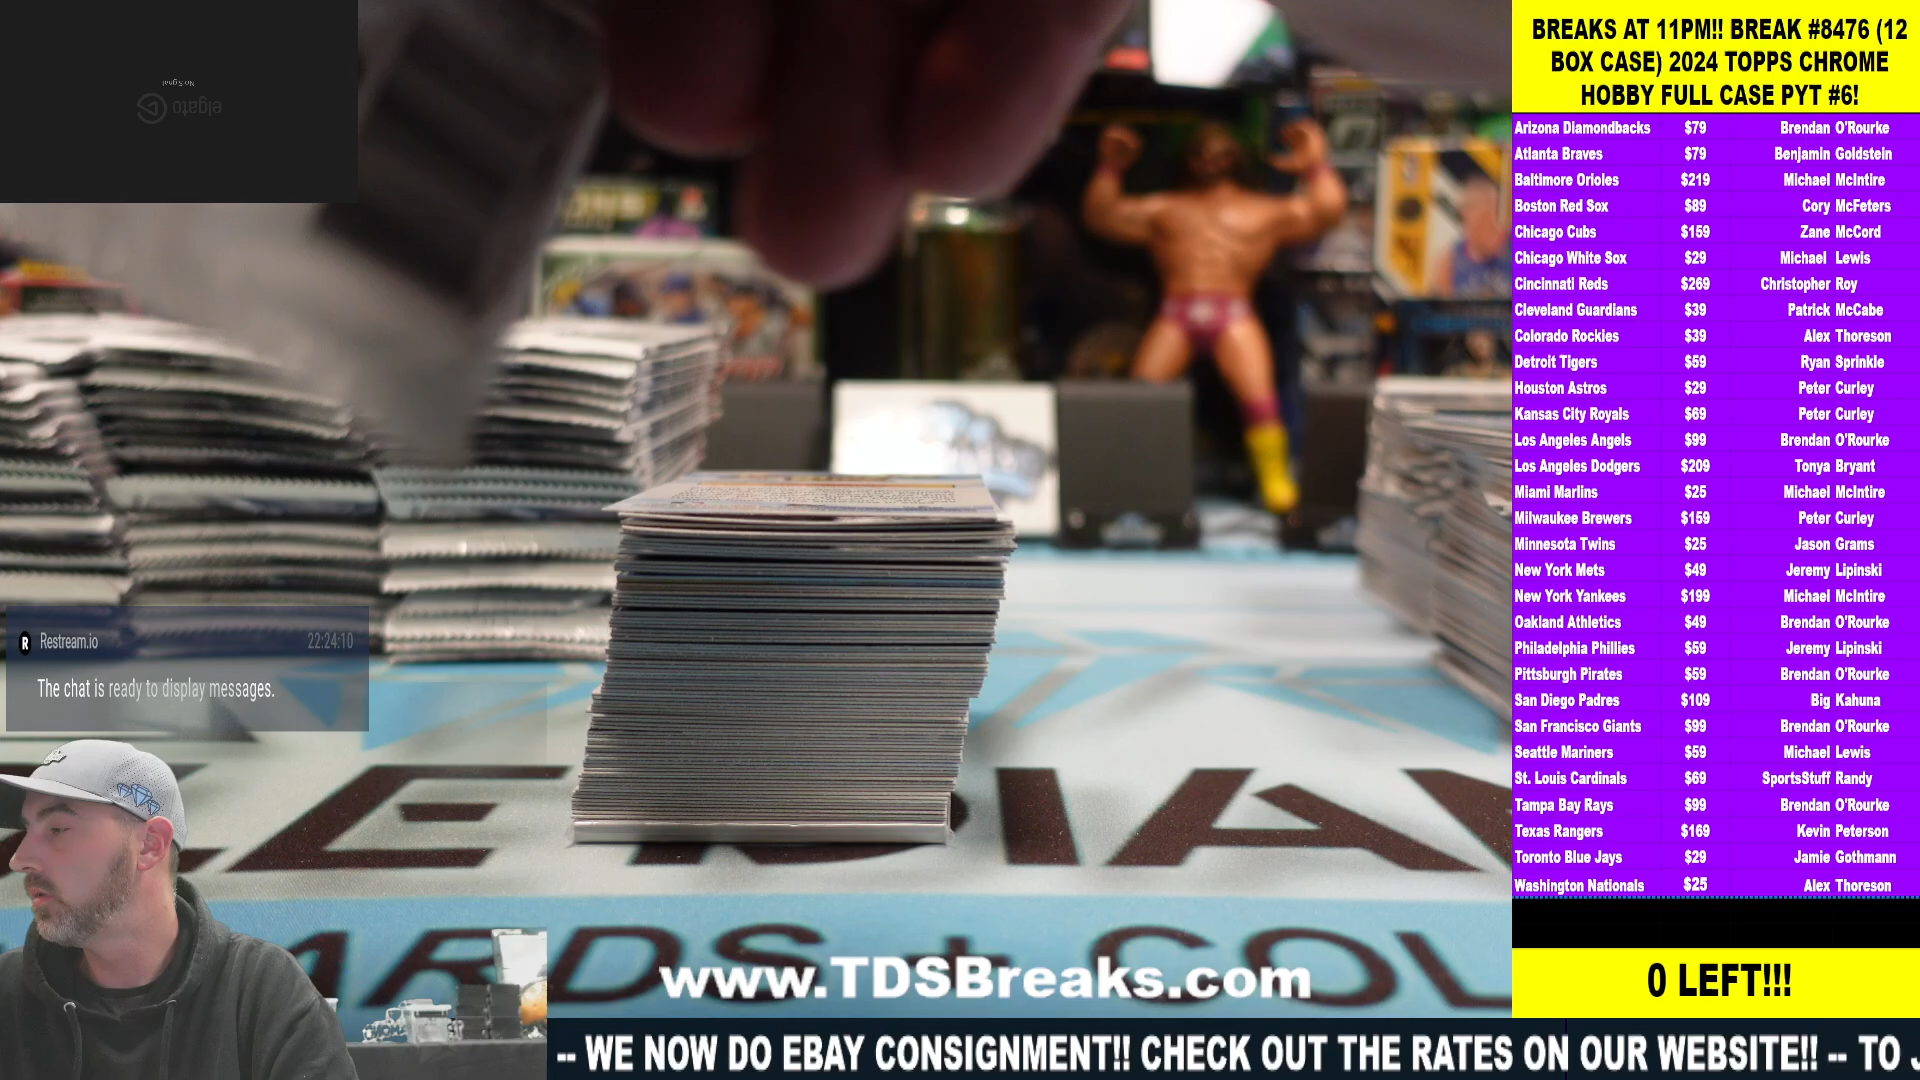 No Signal
elgato
BREAKS AT 11PM!! BREAK #8476 (12
BOX CASE) 2024 TOPPS CHROME
HOBBY FULL CASE PYT #6!
Arizona Diamondbacks $79 Brendan O'Rourke
Atlanta Braves $79 Benjamin Goldstein
Baltimore Orioles $219 Michael McIntire
Boston Red Sox $89 Cory McFeters
Chicago Cubs $159 Zane McCord
Chicago White Sox $29 Michael Lewis
Cincinnati Reds $269 Christopher Roy
Cleveland Guardians $39 Patrick McCabe
Colorado Rockies $39 Alex Thoreson
Detroit Tigers $59 Ryan Sprinkle
Houston Astros $29 Peter Curley
Kansas City Royals $69 Peter Curley
Los Angeles Angels $99 Brendan O'Rourke
Los Angeles Dodgers $209 Tonya Bryant
Miami Marlins $25 Michael McIntire
Milwaukee Brewers $159 Peter Curley
Minnesota Twins $25 Jason Grams
New York Mets $49 Jeremy Lipinski
New York Yankees $199 Michael McIntire
Oakland Athletics $49 Brendan O'Rourke
Philadelphia Phillies $59 Jeremy Lipinski
Pittsburgh Pirates $59 Brendan O'Rourke
San Diego Padres $109 Big Kahuna
San Francisco Giants $99 Brendan O'Rourke
Seattle Mariners $59 Michael Lewis
St. Louis Cardinals $69 SportsStuff Randy
Tampa Bay Rays $99 Brendan O'Rourke
Texas Rangers $169 Kevin Peterson
Toronto Blue Jays $29 Jamie Gothmann
Washington Nationals $25 Alex Thoreson
0 LEFT!!!
R Restream.io 22:24:10
The chat is ready to display messages.
LE DIAM
ARDS + COL
www.TDSBreaks.com
-- WE NOW DO EBAY CONSIGNMENT!! CHECK OUT THE RATES ON OUR WEBSITE!! -- TO J